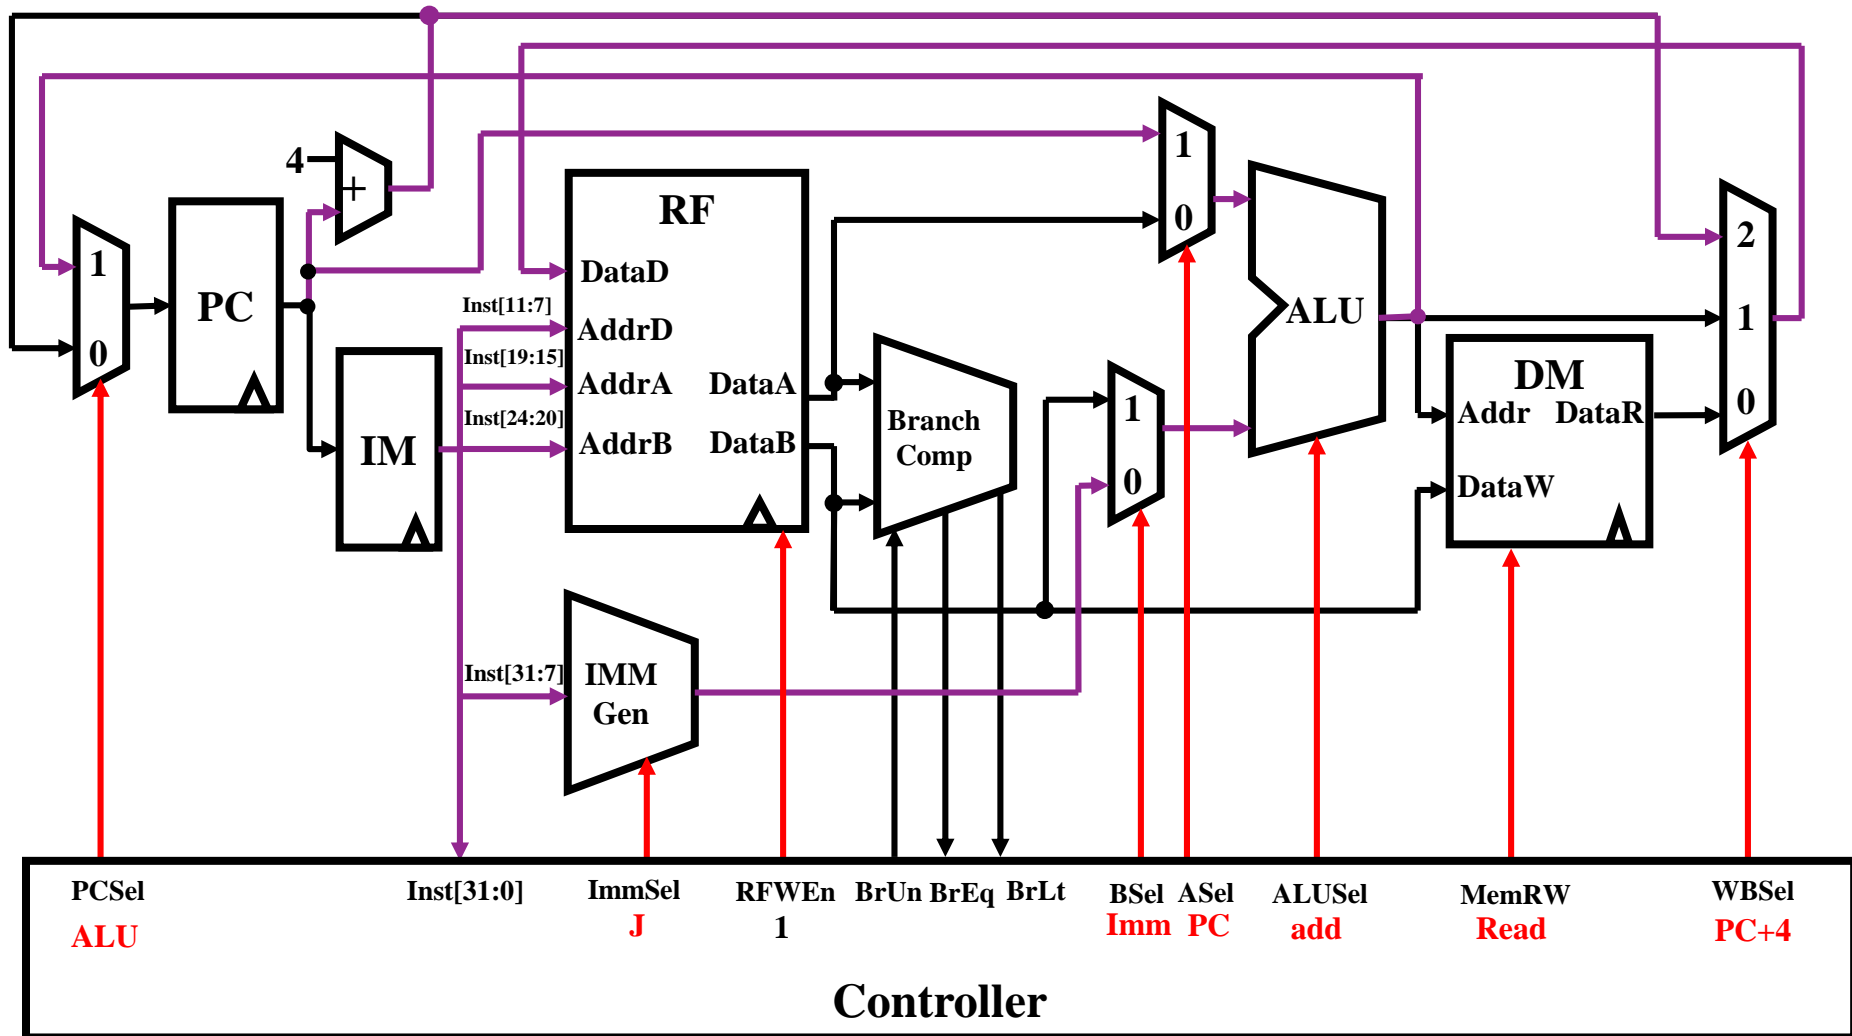 4
+
1
0
PC
IM
RF
DataD
Inst[11:7]
AddrD
Inst[19:15]
AddrA
DataA
Inst[24:20]
AddrB
DataB
Branch
Comp
1
0
1
0
ALU
DM
Addr
DataR
DataW
2
1
0
Inst[31:7]
IMM
Gen
PCSel
Inst[31:0]
ImmSel
RFWEn
BrUn
BrEq
BrLt
BSel
ASel
ALUSel
MemRW
WBSel
ALU
J
1
Imm
PC
add
Read
PC+4
Controller